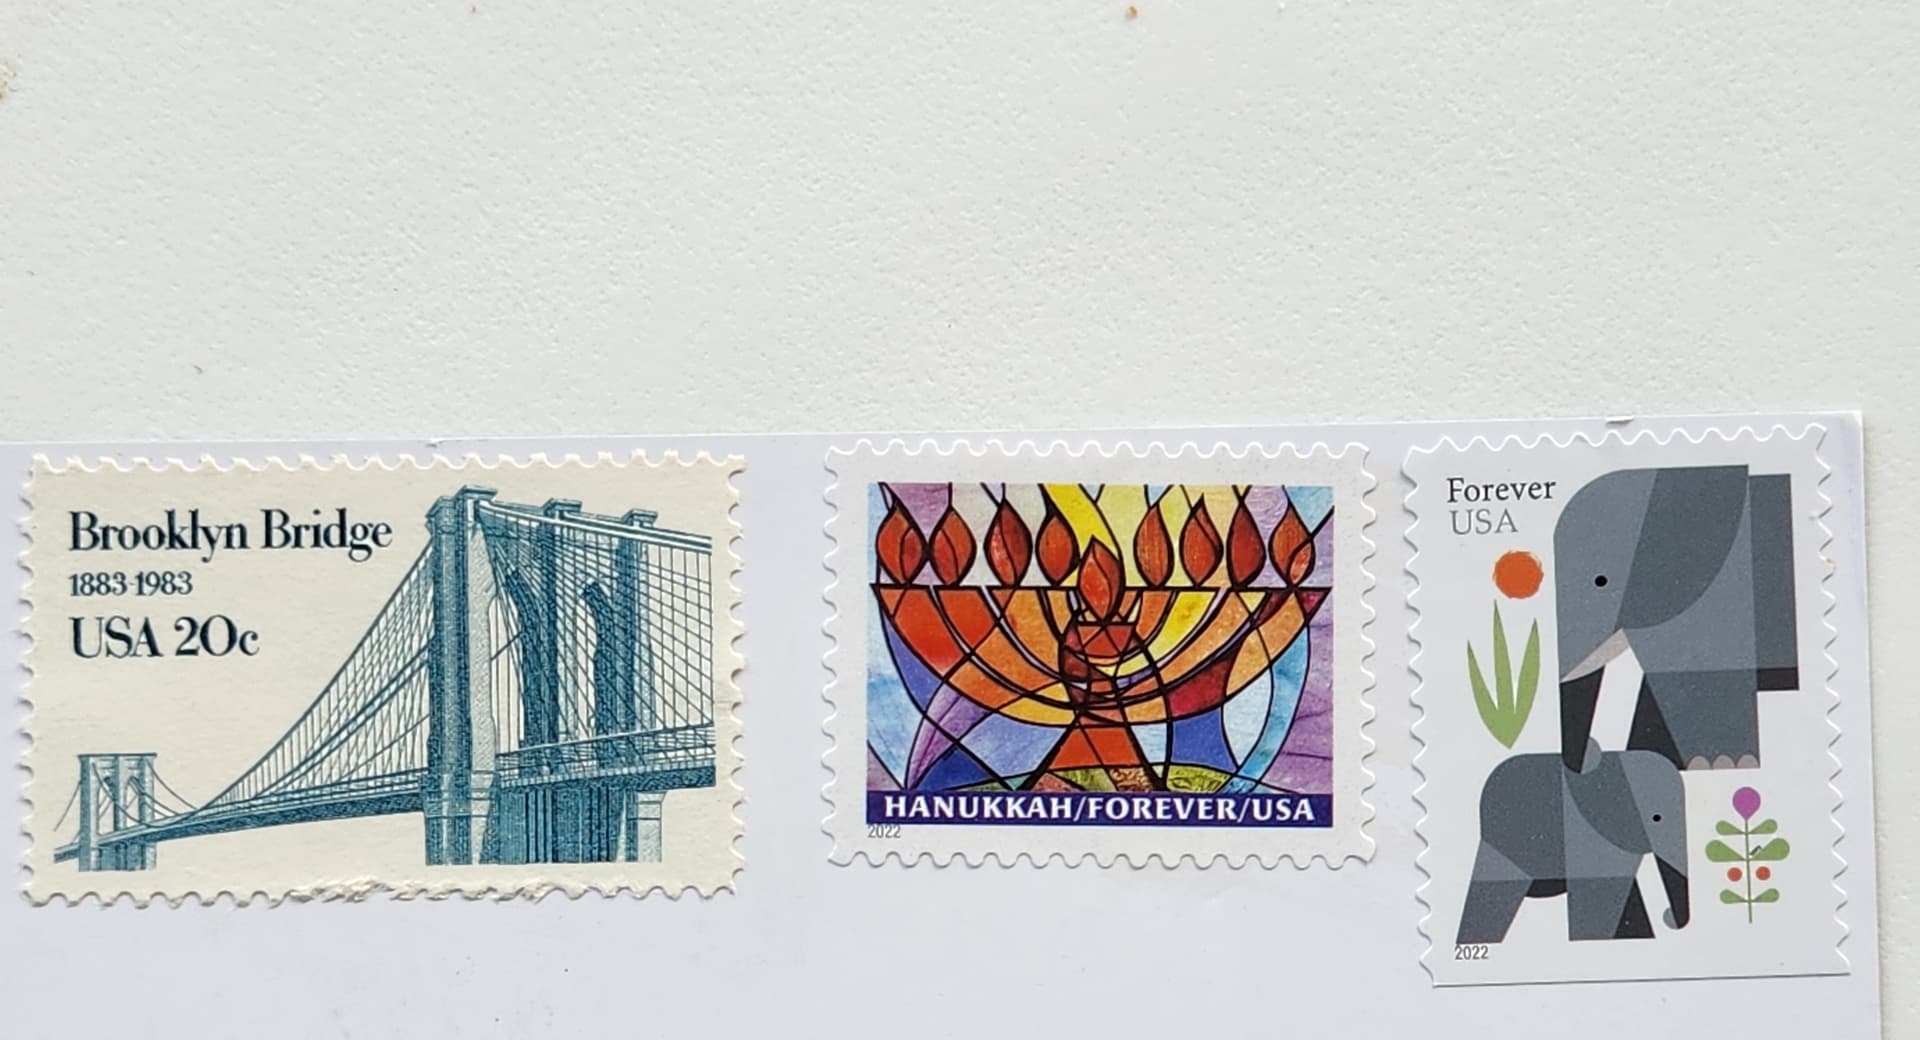 Brooklyn Bridge
1883-1983
USA 20c
HANUKKAH/FOREVER/USA
2022
Forever
USA
2022